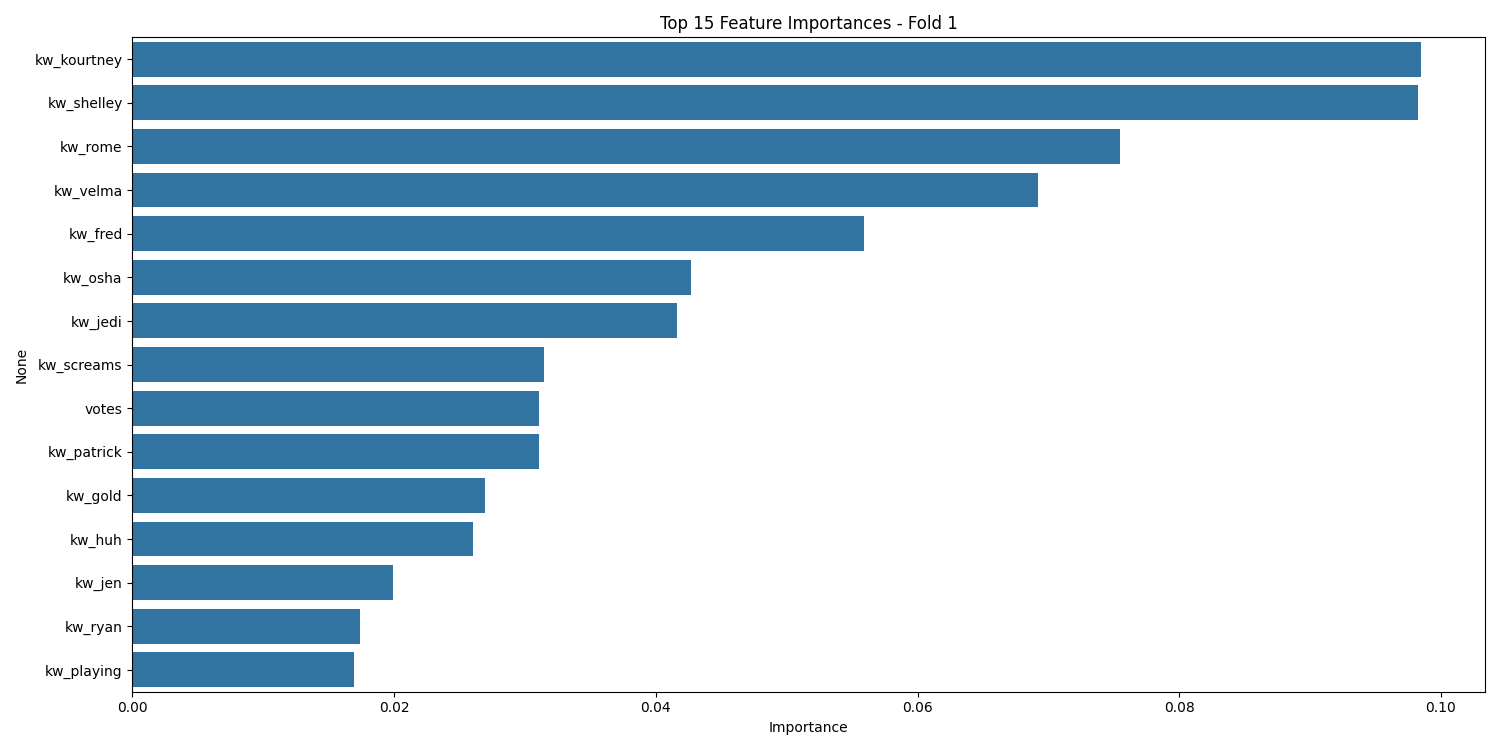 Top 15 Feature Importances - Fold 1
kw_kourtney
kw_shelley
kw_rome
kw_velma
kw_fred
kw_osha
kw_jedi
kw_screams
votes
kw_patrick
kw_gold
kw_huh
kw_jen
kw_ryan
kw_playing
None
0.00 0.02 0.04 0.06 0.08 0.10
Importance